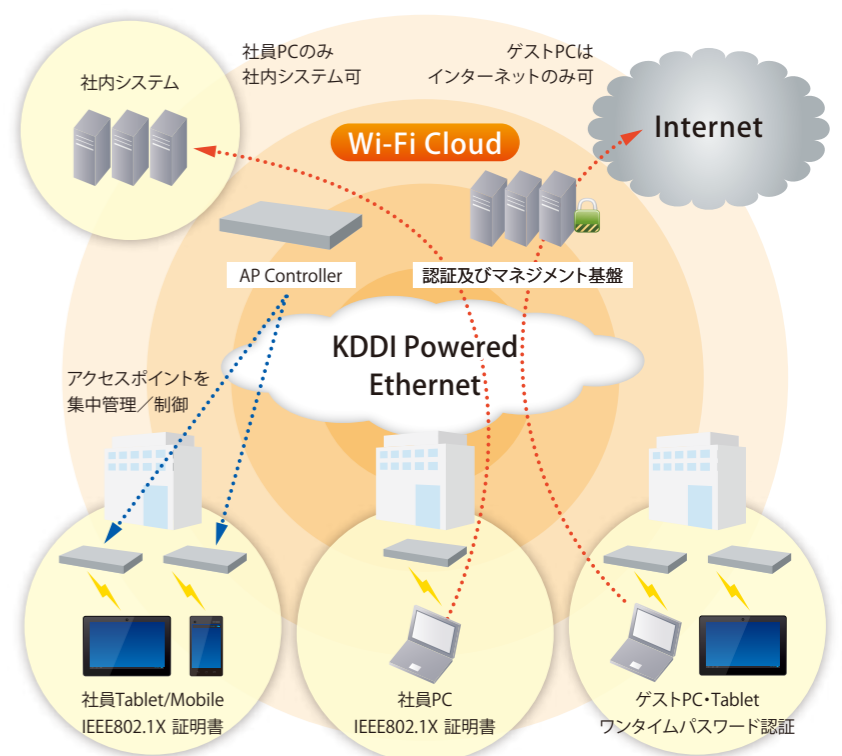 社員PCのみ
社内システム可
ゲストPCは
インターネットのみ可
社内システム
Internet
Wi-Fi Cloud
AP Controller
認証及びマネジメント基盤
KDDI Powered
Ethernet
アクセスポイントを
集中管理／制御
社員Tablet/Mobile
IEEE802.1X 証明書
社員PC
IEEE802.1X 証明書
ゲストPC・Tablet
ワンタイムパスワード認証